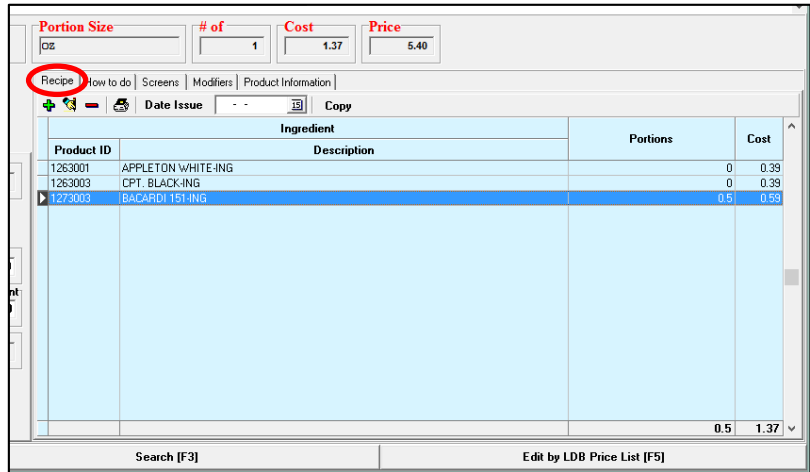 Portion Size # of Cost Price
oz 1 1.37 5.40
Recipe How to do Screens Modifiers Product Information
Date Issue - - 15 Copy
Ingredient Portions Cost
Product ID Description
1263001 APPLETON WHITE-ING 0 0.39
1263003 CPT. BLACK-ING 0 0.39
1273003 BACARDI 151-ING 0.5 0.59
nt
0.5 1.37
Search [F3] Edit by LDB Price List [F5]